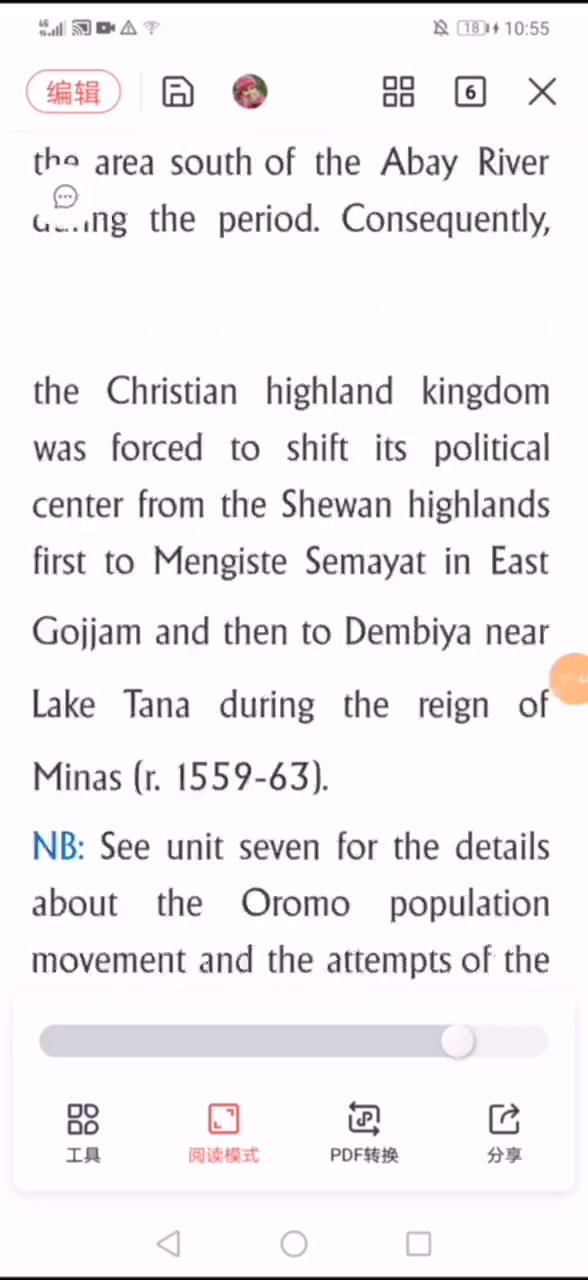 46 18 10:55
编辑 6
the area south of the Abay River
the period. Consequently,
the Christian highland kingdom
was forced to shift its political
center from the Shewan highlands
first to Mengiste Semayat in East
Gojjam and then to Dembiya near
Lake Tana during the reign of
Minas (r. 1559-63).
NB: See unit seven for the details
about the Oromo population
movement and the attempts of the
工具 阅读模式 PDF转换 分享